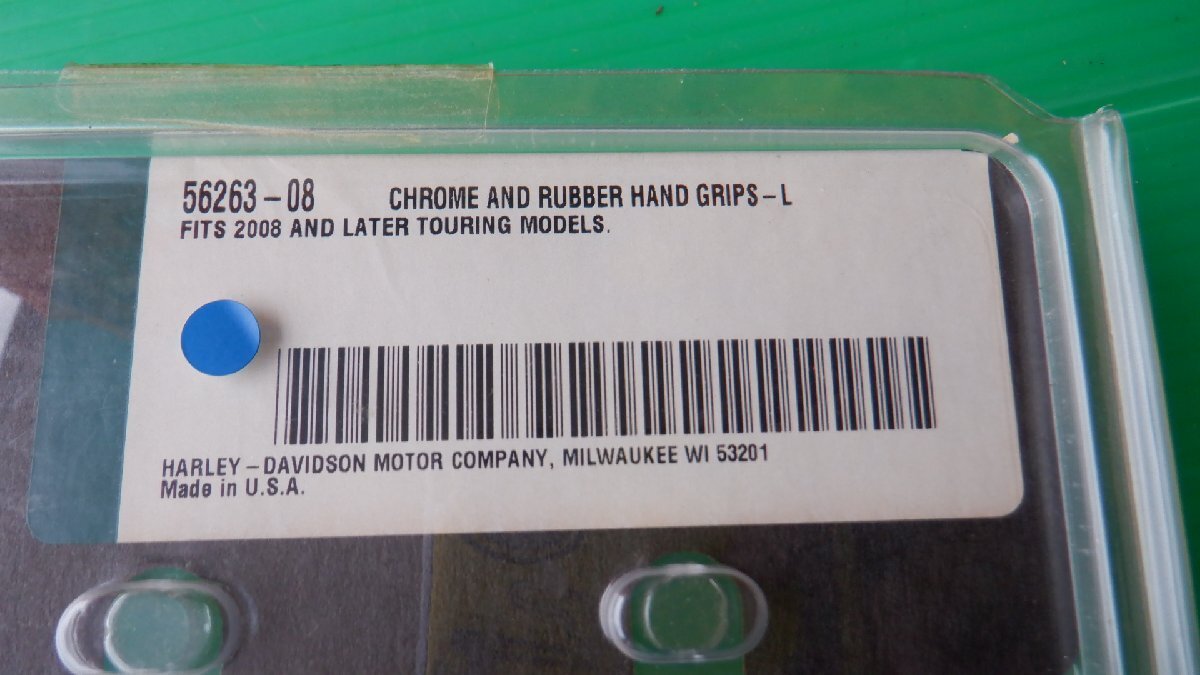 56263-08 CHROME AND RUBBER HAND GRIPS-L
FITS 2008 AND LATER TOURING MODELS.
HARLEY-DAVIDSON MOTOR COMPANY, MILWAUKEE WI 53201
Made in U.S.A.